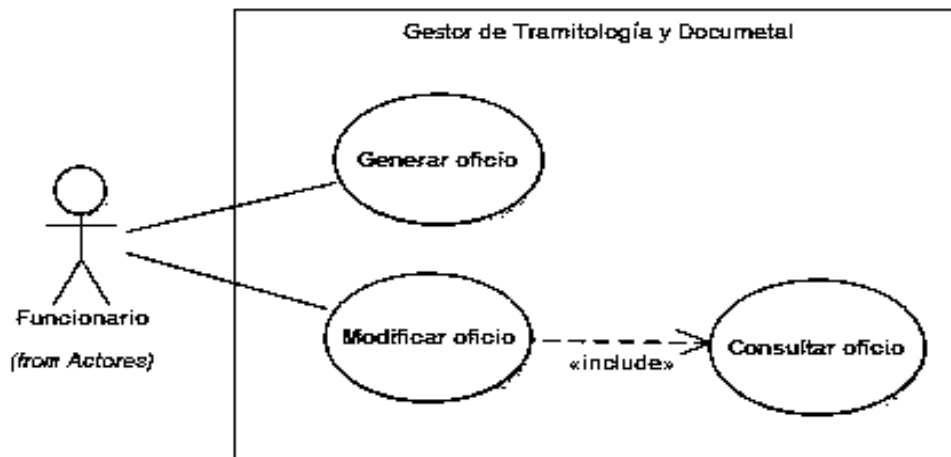 Gestor de Tramitología y Documetal
Generar oficio
Funcionario
(from Actores)
Modificar oficio
«include»
Consultar oficio